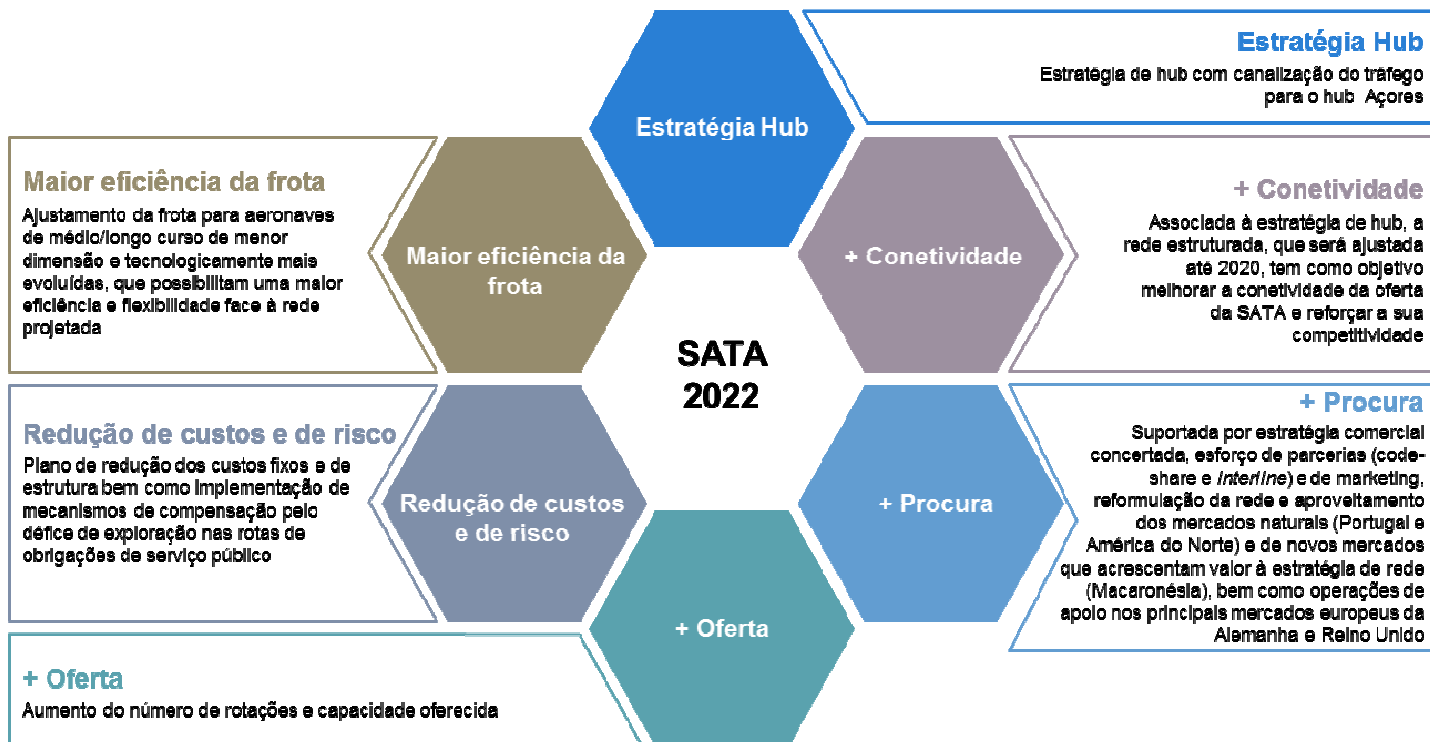 Estratégia Hub
Estratégia de hub com canalização do tráfego
para o hub Açores
Estratégia Hub
Maior eficiência da frota
Ajustamento da frota para aeronaves
de médio/longo curso de menor
dimensão e tecnologicamente mais
evoluídas, que possibilitam uma maior
eficiência e flexibilidade face à rede
projetada
Maior eficiência da
frota
+ Conetividade
+ Conetividade
Associada à estratégia de hub, a
rede estruturada, que será ajustada
até 2020, tem como objetivo
melhorar a conetividade da oferta
da SATA e reforçar a sua
competitividade
SATA
2022
Redução de custos e de risco
Plano de redução dos custos fixos e de
estrutura bem como implementação de
mecanismos de compensação pelo
défice de exploração nas rotas de
obrigações de serviço público
Redução de custos
e de risco
+ Procura
+ Procura
Suportada por estratégia comercial
concertada, esforço de parcerias (code-
share e interline) e de marketing,
reformulação da rede e aproveitamento
dos mercados naturais (Portugal e
América do Norte) e de novos mercados
que acrescentam valor à estratégia de rede
(Macaronésia), bem como operações de
apoio nos principais mercados europeus da
Alemanha e Reino Unido
+ Oferta
+ Oferta
Aumento do número de rotações e capacidade oferecida